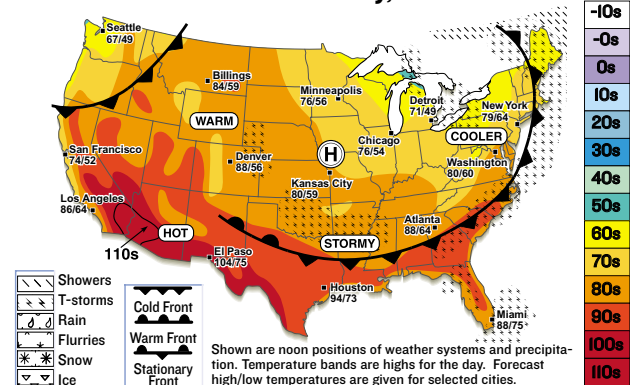 Seattle
67/49
Billings
84/59
Minneapolis
76/56
Detroit
71/49
New York
79/64
WARM
COOLER
Chicago
76/54
San Francisco
74/52
Denver
88/56
H
Washington
80/60
Kansas City
80/59
Los Angeles
86/64
Atlanta
88/64
HOT
STORMY
110s
El Paso
104/75
Houston
94/73
Miami
88/75
-10s
-0s
0s
10s
20s
30s
40s
50s
60s
70s
80s
90s
100s
110s
Showers
T-storms
Rain
Flurries
Snow
Ice
Cold Front
Warm Front
Stationary
Front
Shown are noon positions of weather systems and precipita-
tion. Temperature bands are highs for the day. Forecast
high/low temperatures are given for selected cities.